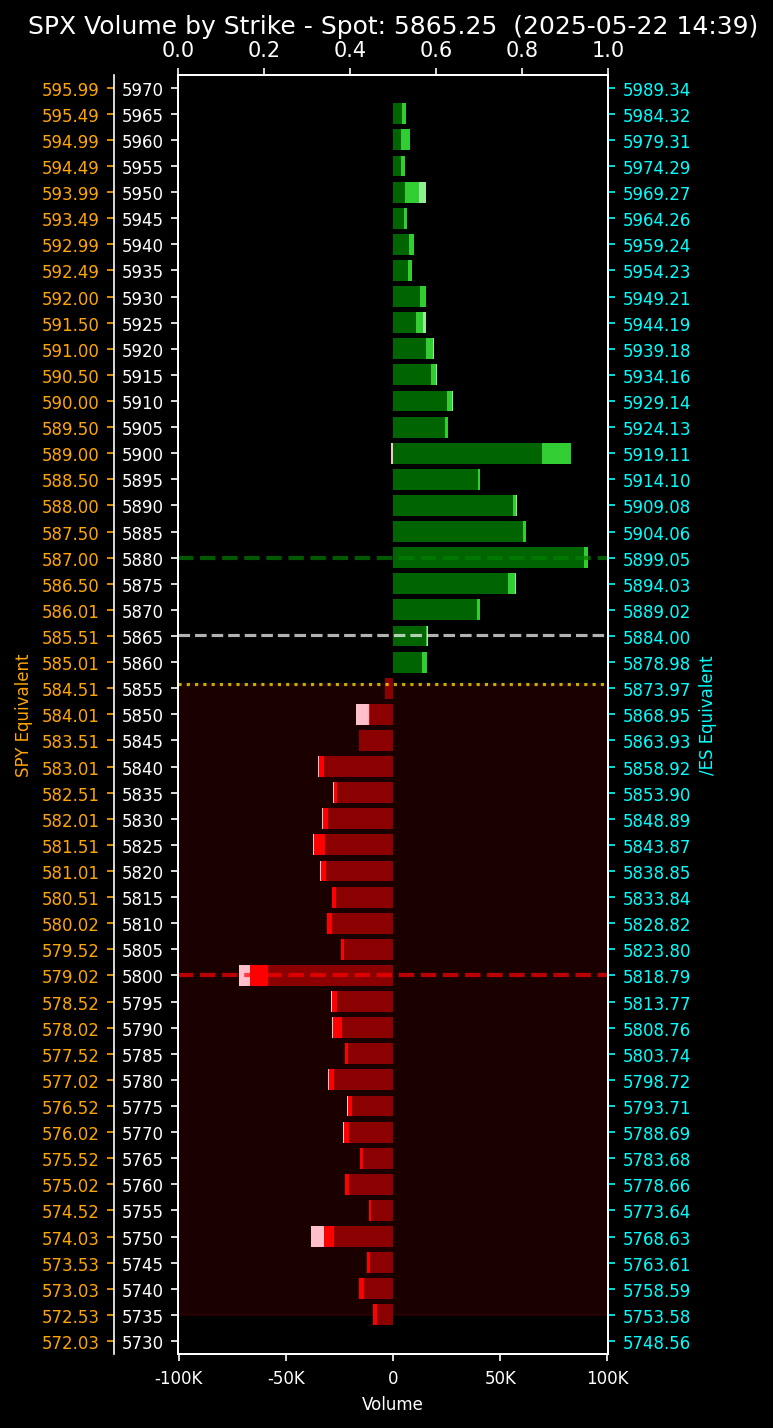 SPX Volume by Strike - Spot: 5865.25 (2025-05-22 14:39)
0.0 0.2 0.4 0.6 0.8 1.0
595.99 5970 5989.34
595.49 5965 5984.32
594.99 5960 5979.31
594.49 5955 5974.29
593.99 5950 5969.27
593.49 5945 5964.26
592.99 5940 5959.24
592.49 5935 5954.23
592.00 5930 5949.21
591.50 5925 5944.19
591.00 5920 5939.18
590.50 5915 5934.16
590.00 5910 5929.14
589.50 5905 5924.13
589.00 5900 5919.11
588.50 5895 5914.10
588.00 5890 5909.08
587.50 5885 5904.06
587.00 5880 5899.05
586.50 5875 5894.03
586.01 5870 5889.02
585.51 5865 5884.00
585.01 5860 5878.98
584.51 5855 5873.97
584.01 5850 5868.95
583.51 5845 5863.93
583.01 5840 5858.92
582.51 5835 5853.90
582.01 5830 5848.89
581.51 5825 5843.87
581.01 5820 5838.85
580.51 5815 5833.84
580.02 5810 5828.82
579.52 5805 5823.80
579.02 5800 5818.79
578.52 5795 5813.77
578.02 5790 5808.76
577.52 5785 5803.74
577.02 5780 5798.72
576.52 5775 5793.71
576.02 5770 5788.69
575.52 5765 5783.68
575.02 5760 5778.66
574.52 5755 5773.64
574.03 5750 5768.63
573.53 5745 5763.61
573.03 5740 5758.59
572.53 5735 5753.58
572.03 5730 5748.56
SPY Equivalent
/ES Equivalent
-100K -50K 0 50K 100K
Volume